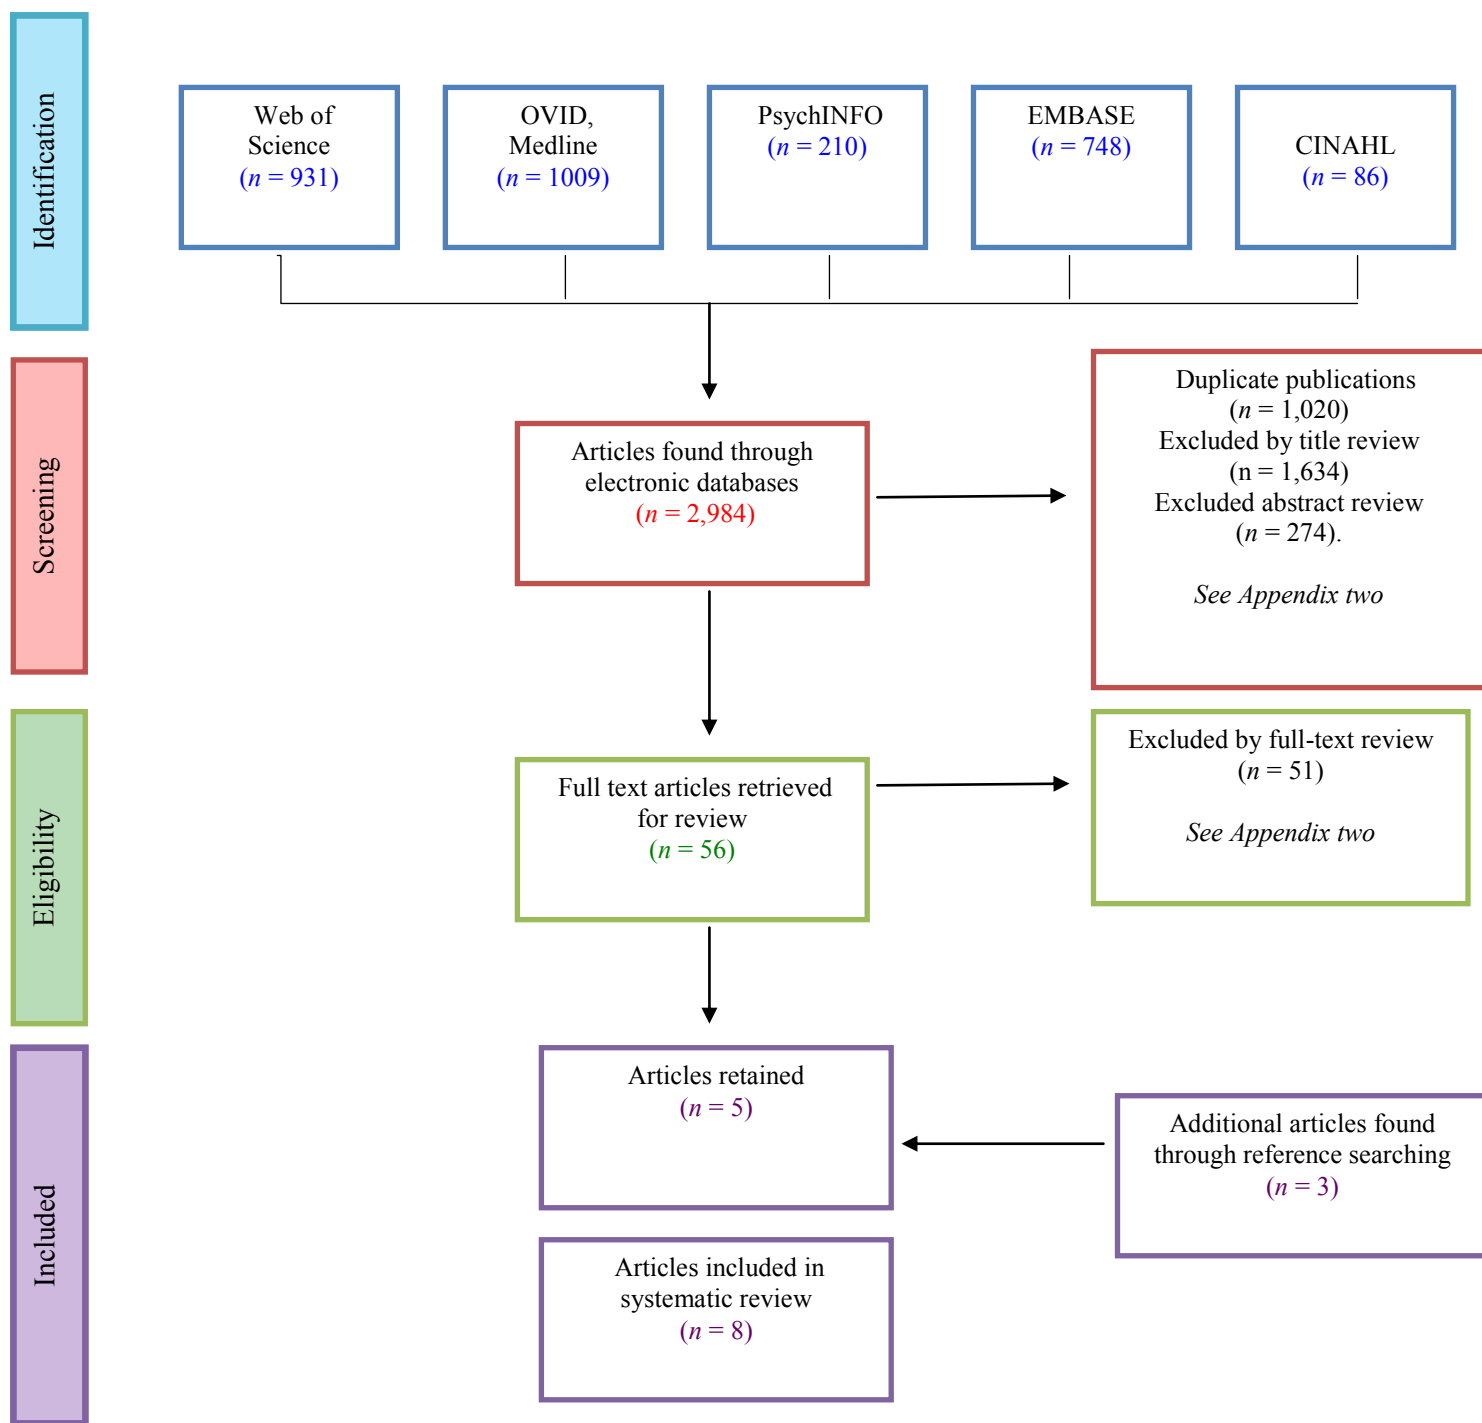 Identification
Web of
Science
(n = 931)
OVID,
Medline
(n = 1009)
PsychINFO
(n = 210)
EMBASE
(n = 748)
CINAHL
(n = 86)
Screening
Articles found through
electronic databases
(n = 2,984)
Duplicate publications
(n = 1,020)
Excluded by title review
(n = 1,634)
Excluded abstract review
(n = 274).
See Appendix two
Eligibility
Full text articles retrieved
for review
(n = 56)
Excluded by full-text review
(n = 51)
See Appendix two
Included
Articles retained
(n = 5)
Additional articles found
through reference searching
(n = 3)
Articles included in
systematic review
(n = 8)